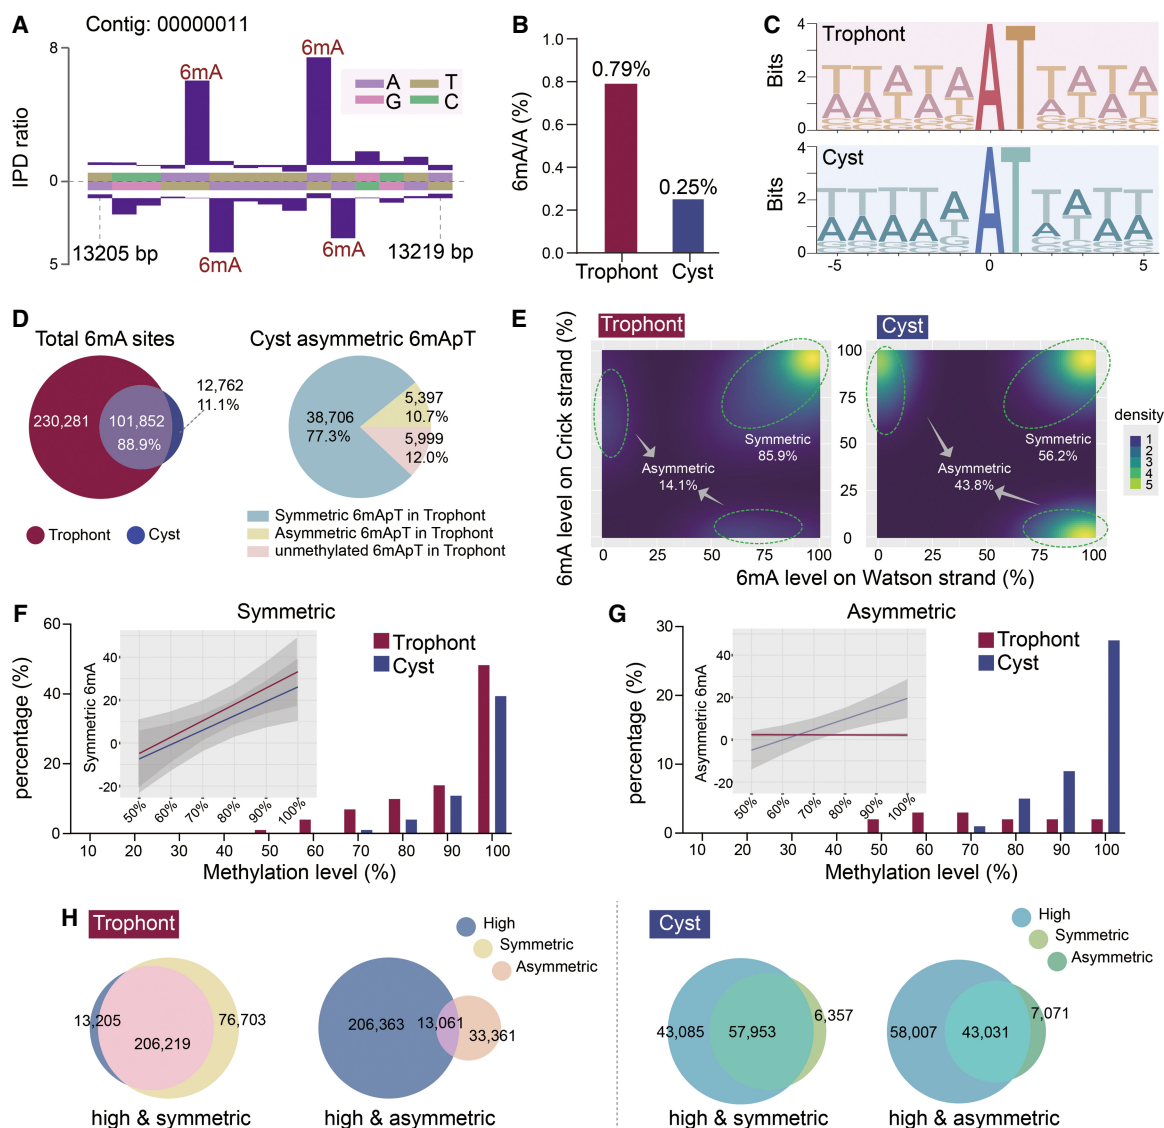 A
Contig: 00000011
8
0
5
IPD ratio
6mA
6mA
A
T
G
C
13205 bp
13219 bp
6mA
6mA
B
1.0
0.8
0.6
0.4
0.2
0.0
6mA/A (%)
0.79%
0.25%
Trophont
Cyst
C
Trophont
Bits
4
2
0
Cyst
Bits
4
2
0
-5
0
5
A
T
A
T
D
Total 6mA sites
230,281
101,852
88.9%
12,762
11.1%
Trophont
Cyst
Cyst asymmetric 6mApT
38,706
77.3%
5,397
10.7%
5,999
12.0%
Symmetric 6mApT in Trophont
Asymmetric 6mApT in Trophont
unmethylated 6mApT in Trophont
E
Trophont
Cyst
6mA level on Crick strand (%)
Symmetric
85.9%
Asymmetric
14.1%
0
25
50
75
100
100
75
50
25
0
Symmetric
56.2%
Asymmetric
43.8%
0
25
50
75
100
6mA level on Watson strand (%)
density
1
2
3
4
5
F
Symmetric
60
40
20
0
percentage (%)
Trophont
Cyst
Symmetric 6mA
40
20
0
-20
50%
60%
70%
80%
90%
100%
10
20
30
40
50
60
70
80
90
100
Methylation level (%)
G
Asymmetric
30
20
10
0
percentage (%)
Trophont
Cyst
Asymmetric 6mA
40
20
0
-20
50%
60%
70%
80%
90%
100%
10
20
30
40
50
60
70
80
90
100
Methylation level (%)
H
Trophont
High
Symmetric
Asymmetric
13,205
206,219
76,703
high & symmetric
206,363
13,061
33,361
high & asymmetric
Cyst
High
Symmetric
Asymmetric
43,085
57,953
6,357
high & symmetric
58,007
43,031
7,071
high & asymmetric